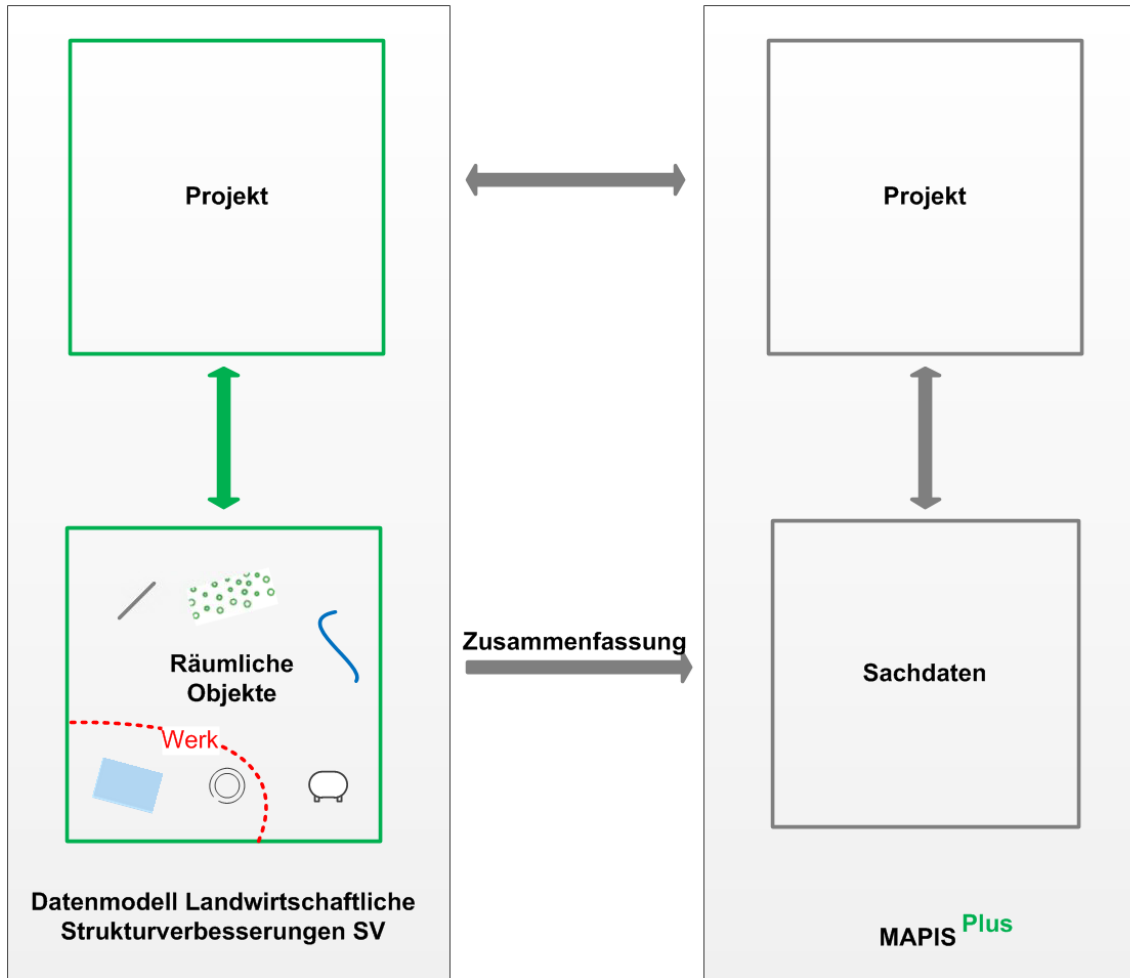 Projekt
Projekt
Zusammenfassung
Räumliche
Objekte
Sachdaten
Werk
Datenmodell Landwirtschaftliche
Strukturverbesserungen SV
MAPIS Plus